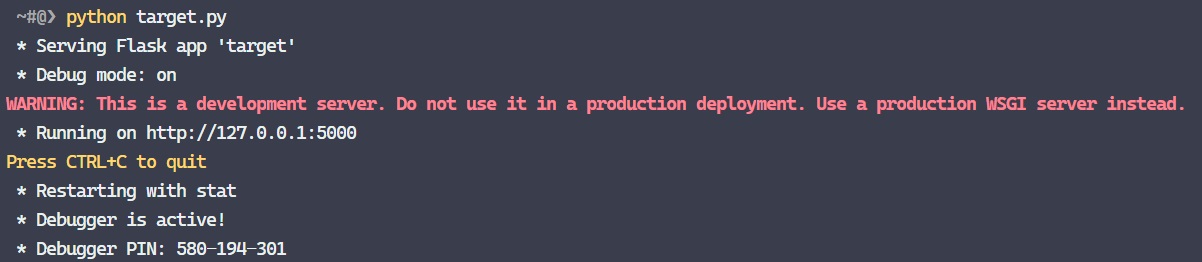 ~#@❯ python target.py
* Serving Flask app 'target'
* Debug mode: on
WARNING: This is a development server. Do not use it in a production deployment. Use a production WSGI server instead.
* Running on http://127.0.0.1:5000
Press CTRL+C to quit
* Restarting with stat
* Debugger is active!
* Debugger PIN: 580-194-301